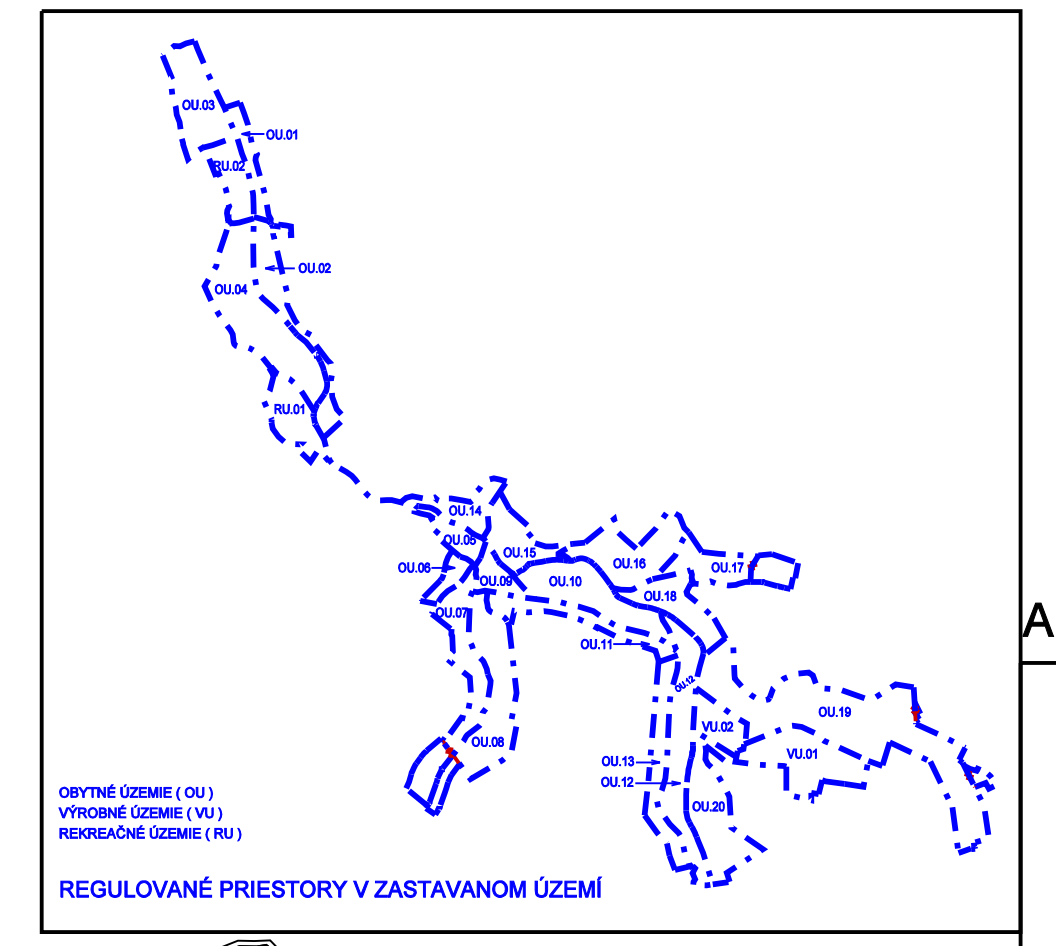 OU.03
OU.01
RU.02
OU.02
OU.04
RU.01
OU.14
OU.05
OU.15
OU.16
OU.06
OU.17
OU.09
OU.10
OU.18
OU.07
OU.11
A
OU.12
OU.19
VU.02
OU.08
VU.01
OU.13
OU.12
OU.20
OBYTNÉ ÚZEMIE ( OU )
VÝROBNÉ ÚZEMIE ( VU )
REKREAČNÉ ÚZEMIE ( RU )
REGULOVANÉ PRIESTORY V ZASTAVANOM ÚZEMÍ